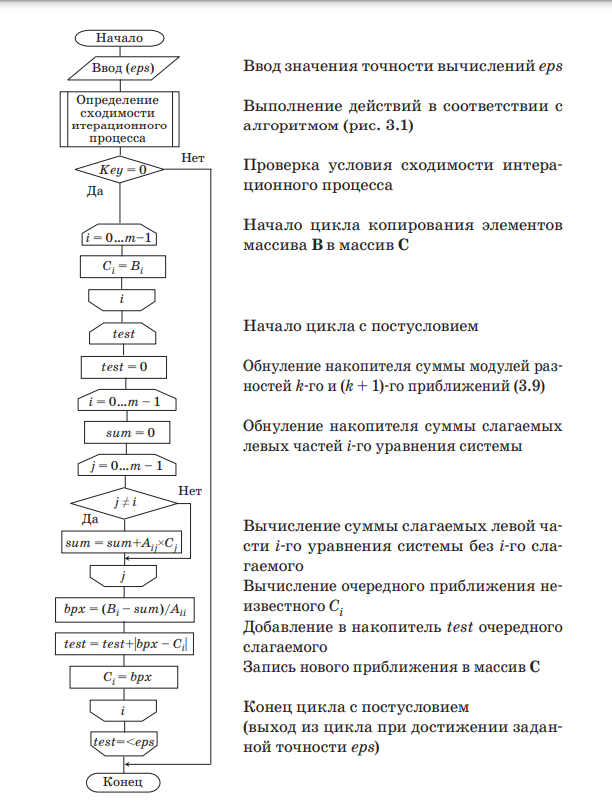 Начало
Ввод (eps)
Ввод значения точности вычислений eps
Определение
сходимости
итерационного
процесса
Выполнение действий в соответствии с
алгоритмом (рис. 3.1)
Key = 0
Нет
Да
Проверка условия сходимости интера-
ционного процесса
i = 0...m−1
Начало цикла копирования элементов
массива B в массив C
Cᵢ = Bᵢ
i
test
Начало цикла с постусловием
test = 0
Обнуление накопителя суммы модулей раз-
ностей k-го и (k + 1)-го приближений (3.9)
i = 0...m − 1
sum = 0
Обнуление накопителя суммы слагаемых
левых частей i-го уравнения системы
j = 0...m − 1
j ≠ i
Нет
Да
sum = sum+Aᵢⱼ×Cⱼ
Вычисление суммы слагаемых левой ча-
сти i-го уравнения системы без i-го сла-
гаемого
j
Вычисление очередного приближения не-
известного Cᵢ
bpx = (Bᵢ − sum)/Aᵢᵢ
Добавление в накопитель test очередного
слагаемого
test = test+|bpx − Cᵢ|
Запись нового приближения в массив C
Cᵢ = bpx
i
Конец цикла с постусловием
(выход из цикла при достижении задан-
ной точности eps)
test=<eps
Конец